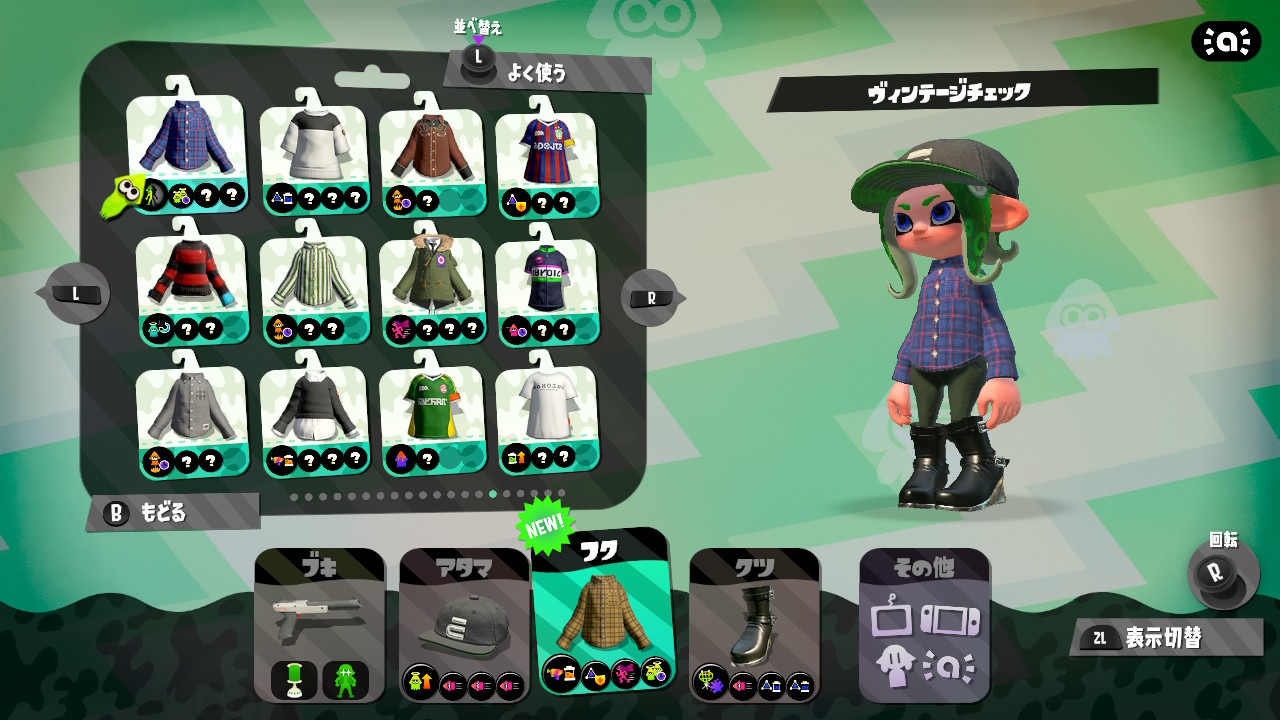 並べ替え
L
よく使う
ヴィンテージチェック
? ?
? ? ?
?
? ?
L
R
? ?
? ?
? ? ?
? ?
? ?
? ? ?
?
? ?
B もどる
NEW!
ブキ
アタマ
フク
クツ
その他
回転
R
ZL 表示切替